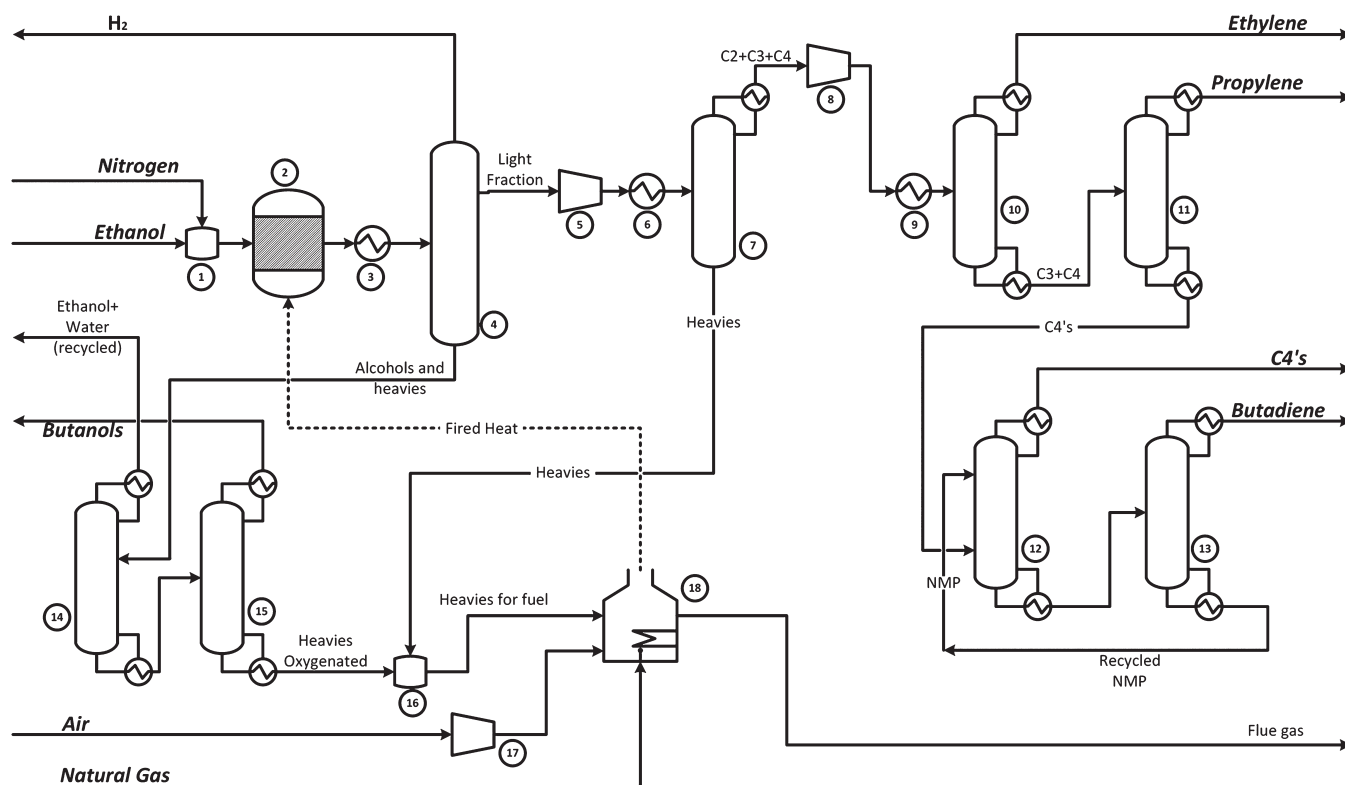 H₂
Ethylene
C2+C3+C4
Propylene
8
Nitrogen
2
Light
Fraction
Ethanol
1
3
4
5
6
7
9
10
11
C3+C4
Ethanol+
Water
(recycled)
Heavies
C4's
Alcohols and
heavies
C4's
Butanols
Fired Heat
Butadiene
Heavies
12
13
NMP
14
15
18
Heavies for fuel
Heavies
Oxygenated
16
Recycled
NMP
Air
17
Flue gas
Natural Gas